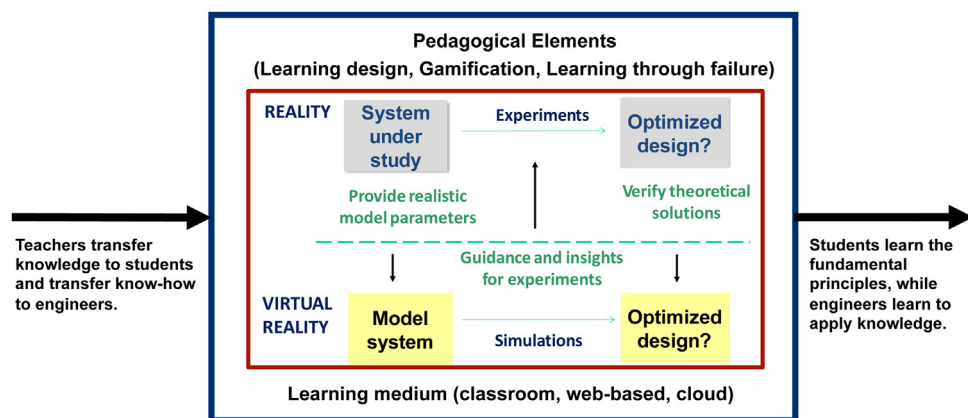 Pedagogical Elements
(Learning design, Gamification, Learning through failure)
REALITY
System
under
study
Experiments
Optimized
design?
Provide realistic
model parameters
Verify theoretical
solutions
Teachers transfer
knowledge to students
and transfer know-how
to engineers.
Guidance and insights
for experiments
Students learn the
fundamental
principles, while
engineers learn to
apply knowledge.
VIRTUAL
REALITY
Model
system
Simulations
Optimized
design?
Learning medium (classroom, web-based, cloud)